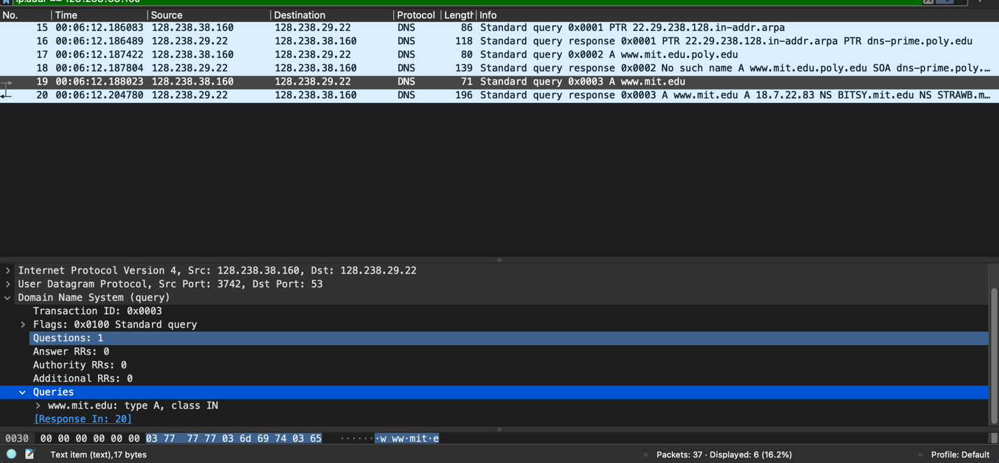 No. Time Source Destination Protocol Length Info
15 00:06:12.186083 128.238.38.160 128.238.29.22 DNS 86 Standard query 0x0001 PTR 22.29.238.128.in-addr.arpa
16 00:06:12.186489 128.238.29.22 128.238.38.160 DNS 118 Standard query response 0x0001 PTR 22.29.238.128.in-addr.arpa PTR dns-prime.poly.edu
17 00:06:12.187422 128.238.38.160 128.238.29.22 DNS 80 Standard query 0x0002 A www.mit.edu.poly.edu
18 00:06:12.187804 128.238.29.22 128.238.38.160 DNS 139 Standard query response 0x0002 No such name A www.mit.edu.poly.edu SOA dns-prime.poly.…
19 00:06:12.188023 128.238.38.160 128.238.29.22 DNS 71 Standard query 0x0003 A www.mit.edu
20 00:06:12.204780 128.238.29.22 128.238.38.160 DNS 196 Standard query response 0x0003 A www.mit.edu A 18.7.22.83 NS BITSY.mit.edu NS STRAWB.m…
Internet Protocol Version 4, Src: 128.238.38.160, Dst: 128.238.29.22
User Datagram Protocol, Src Port: 3742, Dst Port: 53
Domain Name System (query)
Transaction ID: 0x0003
Flags: 0x0100 Standard query
Questions: 1
Answer RRs: 0
Authority RRs: 0
Additional RRs: 0
Queries
www.mit.edu: type A, class IN
[Response In: 20]
0030 00 00 00 00 00 00 03 77 77 77 03 6d 69 74 03 65 ·······w ww·mit·e
Text item (text),17 bytes Packets: 37 · Displayed: 6 (16.2%) Profile: Default